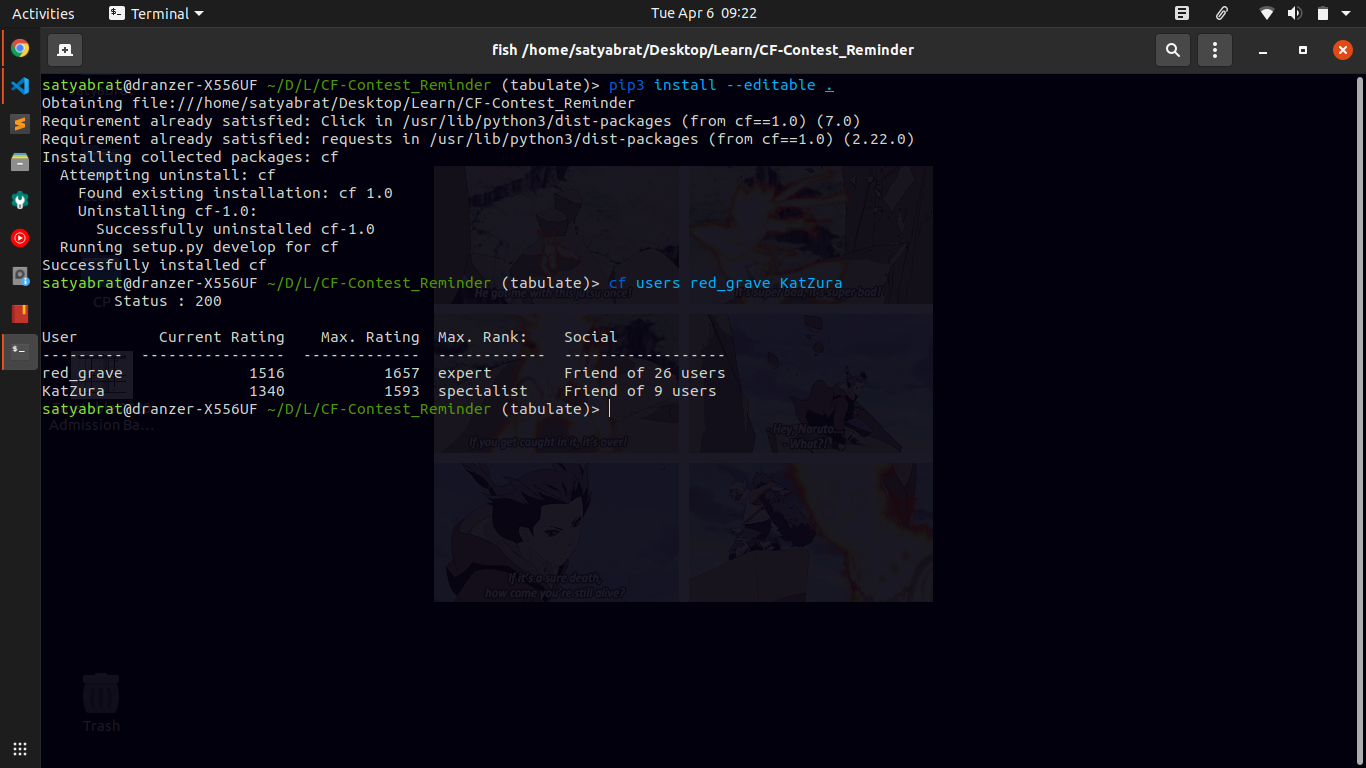 Activities
Terminal
Tue Apr 6 09:22
fish /home/satyabrat/Desktop/Learn/CF-Contest_Reminder
satyabrat@dranzer-X556UF ~/D/L/CF-Contest_Reminder (tabulate)> pip3 install --editable .
Obtaining file:///home/satyabrat/Desktop/Learn/CF-Contest_Reminder
Requirement already satisfied: Click in /usr/lib/python3/dist-packages (from cf==1.0) (7.0)
Requirement already satisfied: requests in /usr/lib/python3/dist-packages (from cf==1.0) (2.22.0)
Installing collected packages: cf
  Attempting uninstall: cf
    Found existing installation: cf 1.0
    Uninstalling cf-1.0:
      Successfully uninstalled cf-1.0
  Running setup.py develop for cf
Successfully installed cf
satyabrat@dranzer-X556UF ~/D/L/CF-Contest_Reminder (tabulate)> cf users red_grave KatZura
He got me with this jutsu once!
It's super bad, it's super bad!
CP
        Status : 200
User         Current Rating    Max. Rating  Max. Rank:    Social
---------  ----------------  -------------  ------------  ------------------
red_grave              1516           1657  expert        Friend of 26 users
KatZura                1340           1593  specialist    Friend of 9 users
satyabrat@dranzer-X556UF ~/D/L/CF-Contest_Reminder (tabulate)>
Admission Ba...
If you get caught in it, it's over!
Hey, Naruto...
What?!
If it's a sure death,
how come you're still alive?
Trash